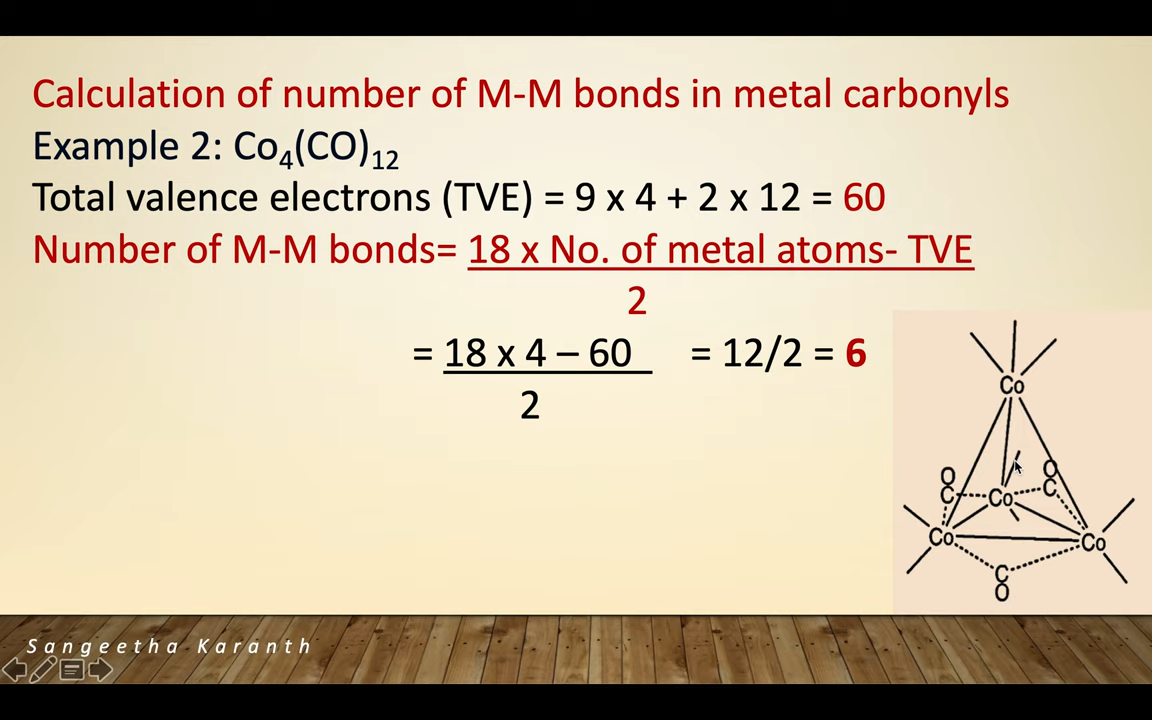 Calculation of number of M-M bonds in metal carbonyls
Example 2: Co₄(CO)₁₂
Total valence electrons (TVE) = 9 x 4 + 2 x 12 = 60
Number of M-M bonds= 18 x No. of metal atoms- TVE
2
= 18 x 4 – 60 = 12/2 = 6
2
Co
O
C
O
C
Co
Co
Co
C
O
Sangeetha Karanth